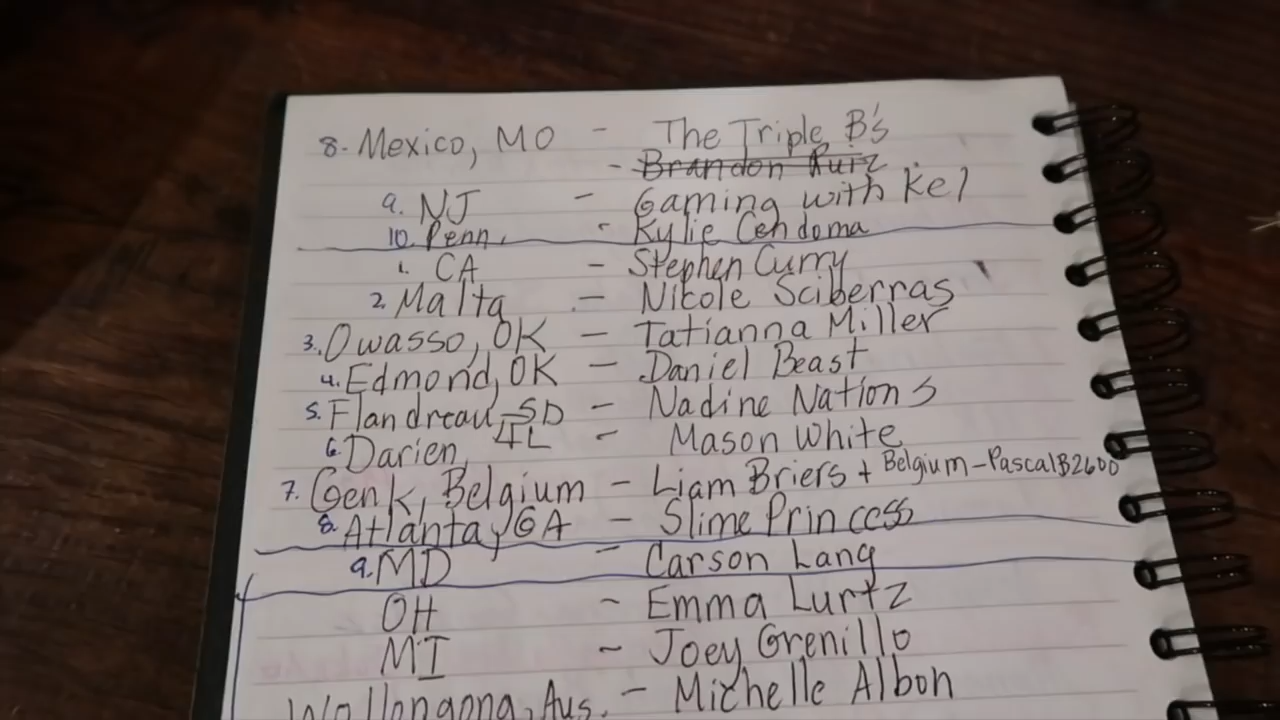 8. Mexico, MO - The Triple B's
- Brandon Ruiz
9. NJ - Gaming with Kel
10. Penn. - Kylie Cendoma
1. CA - Stephen Curry
2. Malta - Nicole Sciberras
3. Owasso, OK - Tatianna Miller
4. Edmond, OK - Daniel Beast
5. Flandreau, SD - Nadine Nations
6. Darien, IL - Mason White
7. Genk, Belgium - Liam Briers + Belgium-PascalB2600
8. Atlanta, GA - Slime Princess
9. MD - Carson Lang
OH - Emma Lurtz
MI - Joey Grenillo
Wollongong, Aus. - Michelle Albon